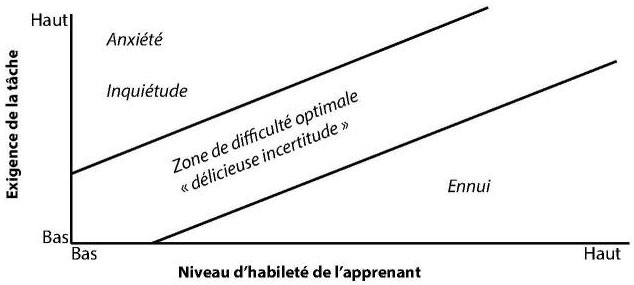 Haut
Anxiété
Inquiétude
Exigence de la tâche
Zone de difficulté optimale
« délicieuse incertitude »
Ennui
Bas
Bas
Haut
Niveau d’habileté de l’apprenant